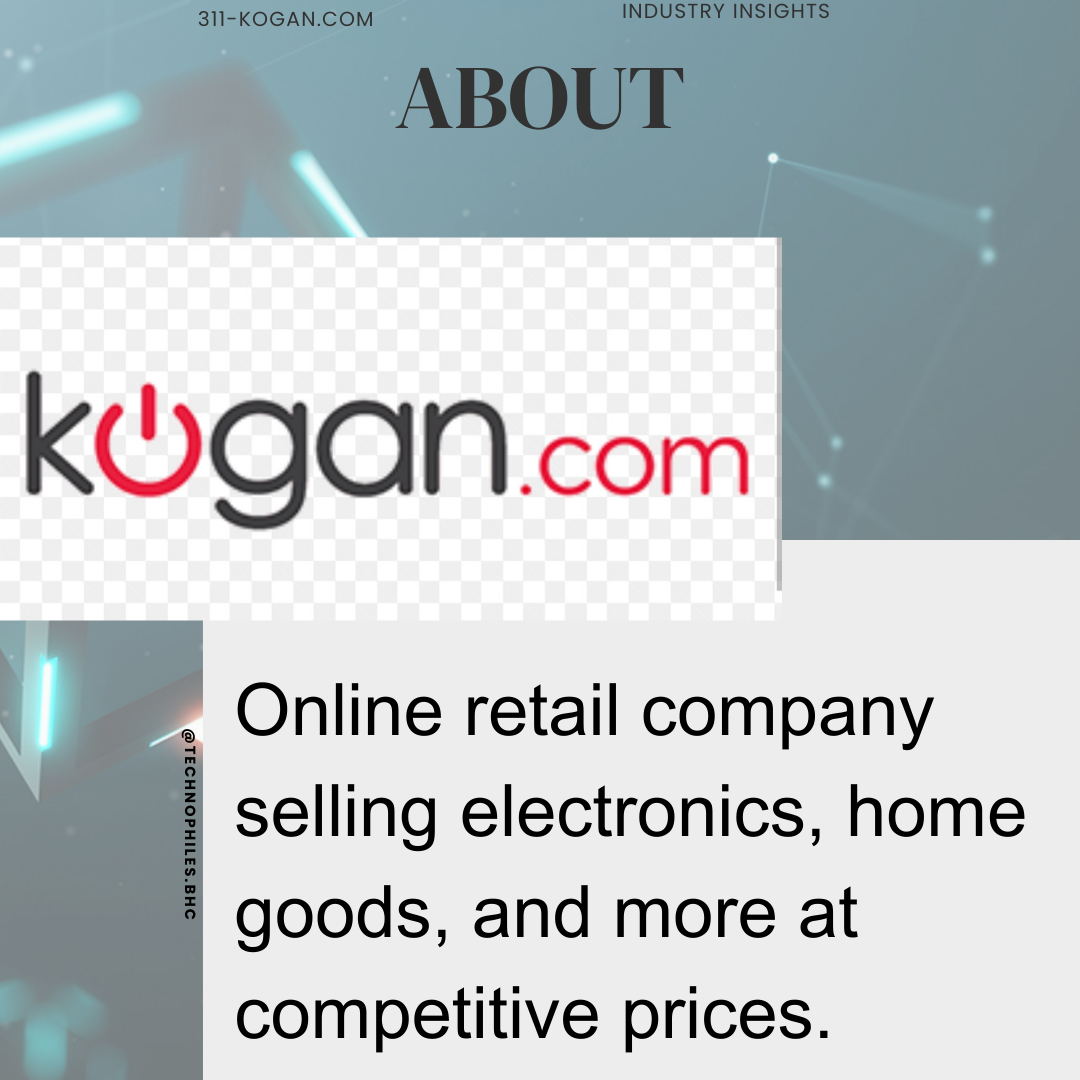 311-KOGAN.COM
INDUSTRY INSIGHTS
ABOUT
kogan.com
@TECHNOPHILES.BHC
Online retail company
selling electronics, home
goods, and more at
competitive prices.